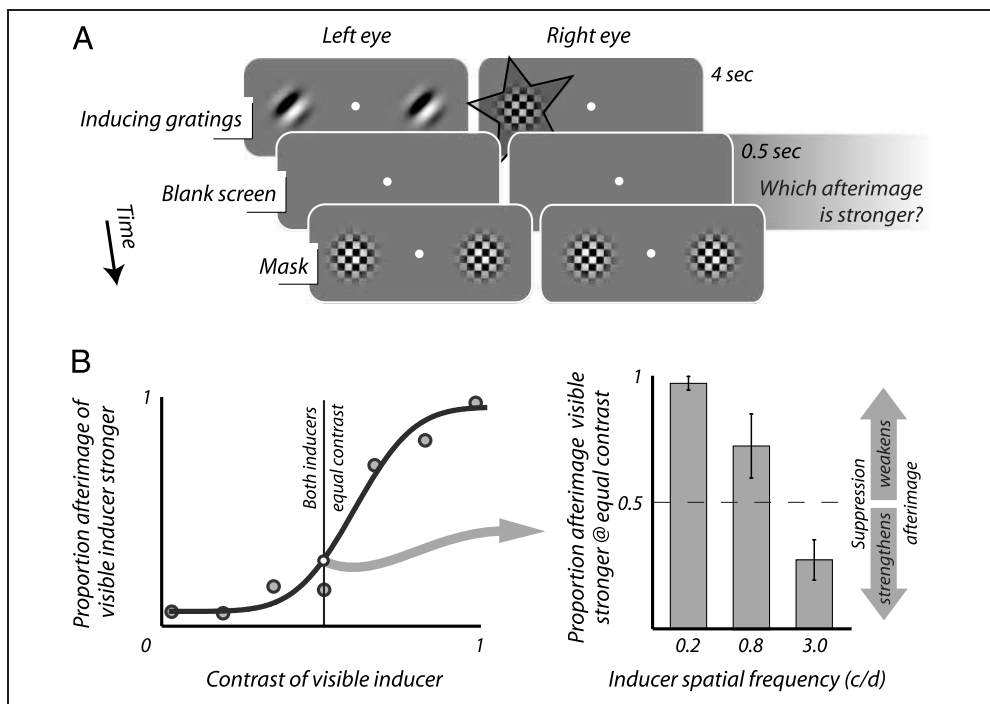 A
Left eye
Right eye
4 sec
Inducing gratings
0.5 sec
Blank screen
Which afterimage
is stronger?
Time
Mask
B
Proportion afterimage of
visible inducer stronger
1
0
Both inducers
equal contrast
1
Contrast of visible inducer
Proportion afterimage visible
stronger @ equal contrast
1
0.5
0.2
0.8
3.0
Inducer spatial frequency (c/d)
Suppression
weakens
strengthens
afterimage